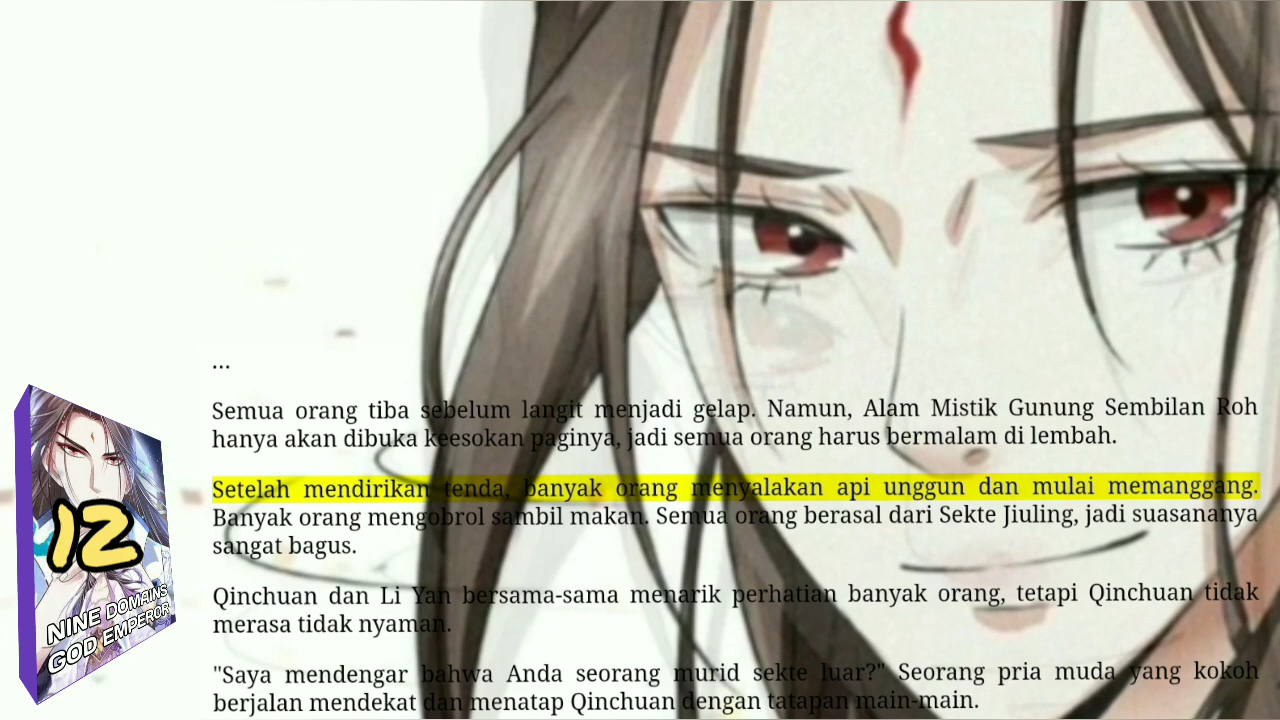 ...
Semua orang tiba sebelum langit menjadi gelap. Namun, Alam Mistik Gunung Sembilan Roh
hanya akan dibuka keesokan paginya, jadi semua orang harus bermalam di lembah.
Setelah mendirikan tenda, banyak orang menyalakan api unggun dan mulai memanggang.
Banyak orang mengobrol sambil makan. Semua orang berasal dari Sekte Jiuling, jadi suasananya
sangat bagus.
Qinchuan dan Li Yan bersama-sama menarik perhatian banyak orang, tetapi Qinchuan tidak
merasa tidak nyaman.
"Saya mendengar bahwa Anda seorang murid sekte luar?" Seorang pria muda yang kokoh
berjalan mendekat dan menatap Qinchuan dengan tatapan main-main.
12
NINE DOMAINS
GOD EMPEROR